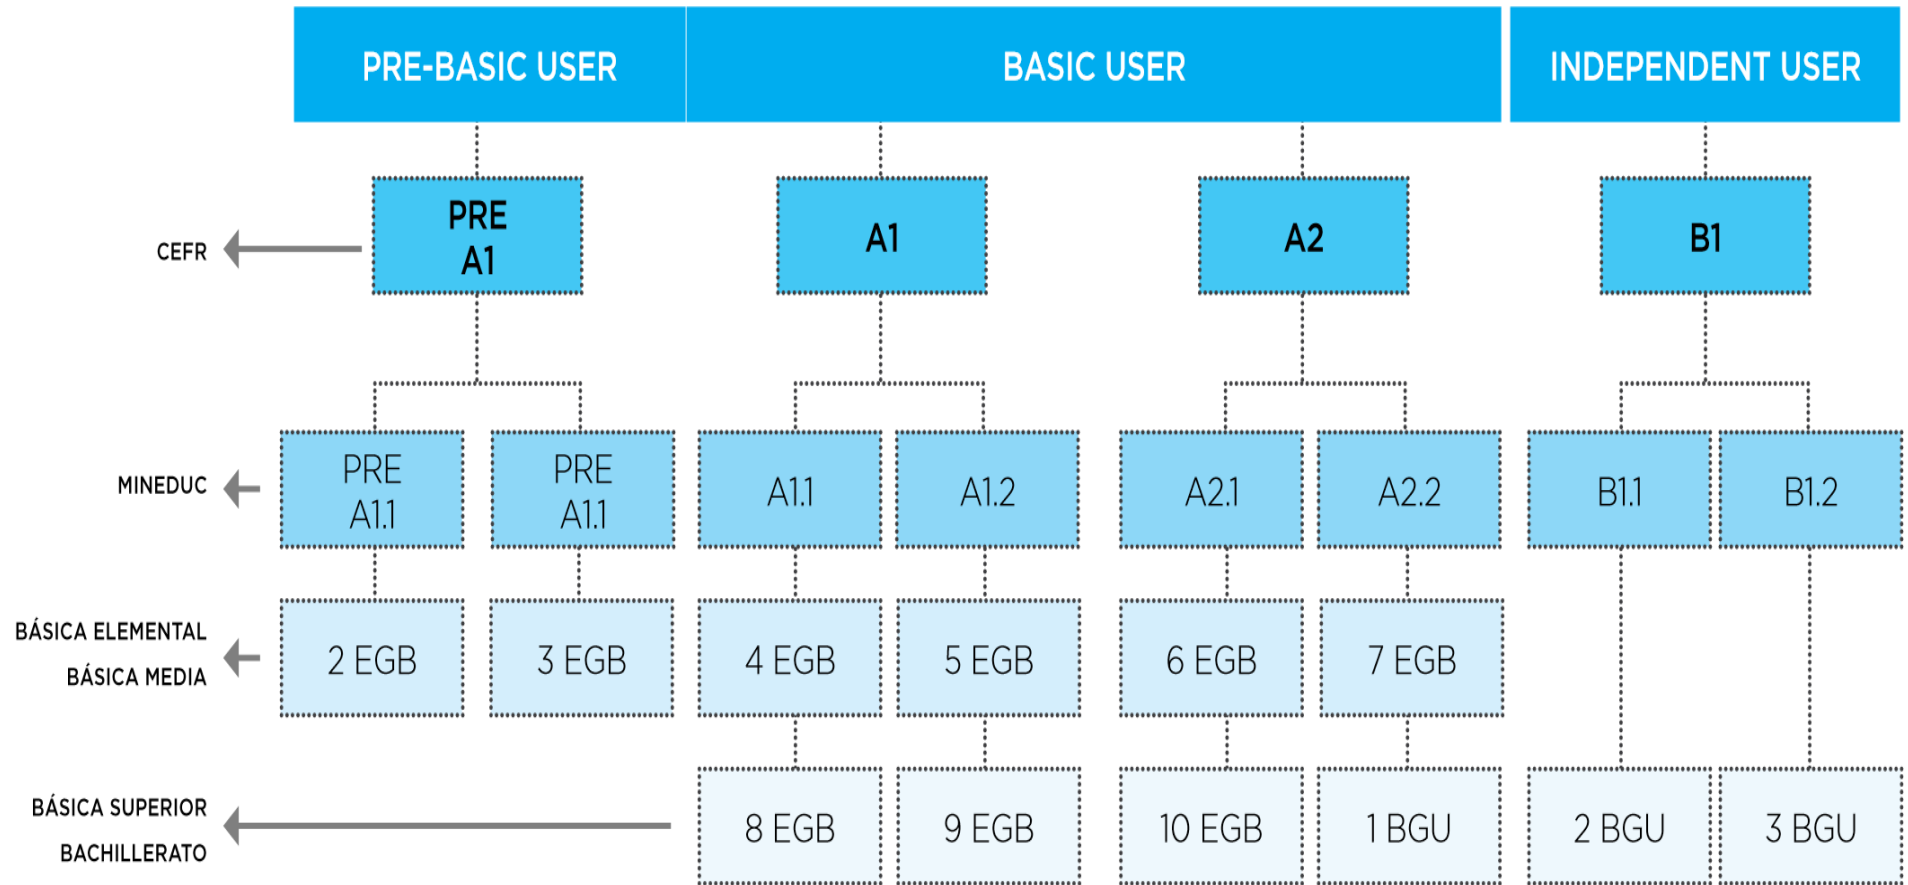 PRE-BASIC USER
BASIC USER
INDEPENDENT USER
CEFR
PRE
A1
A1
A2
B1
MINEDUC
PRE
A1.1
PRE
A1.1
A1.1
A1.2
A2.1
A2.2
B1.1
B1.2
BÁSICA ELEMENTAL
BÁSICA MEDIA
2 EGB
3 EGB
4 EGB
5 EGB
6 EGB
7 EGB
BÁSICA SUPERIOR
BACHILLERATO
8 EGB
9 EGB
10 EGB
1 BGU
2 BGU
3 BGU